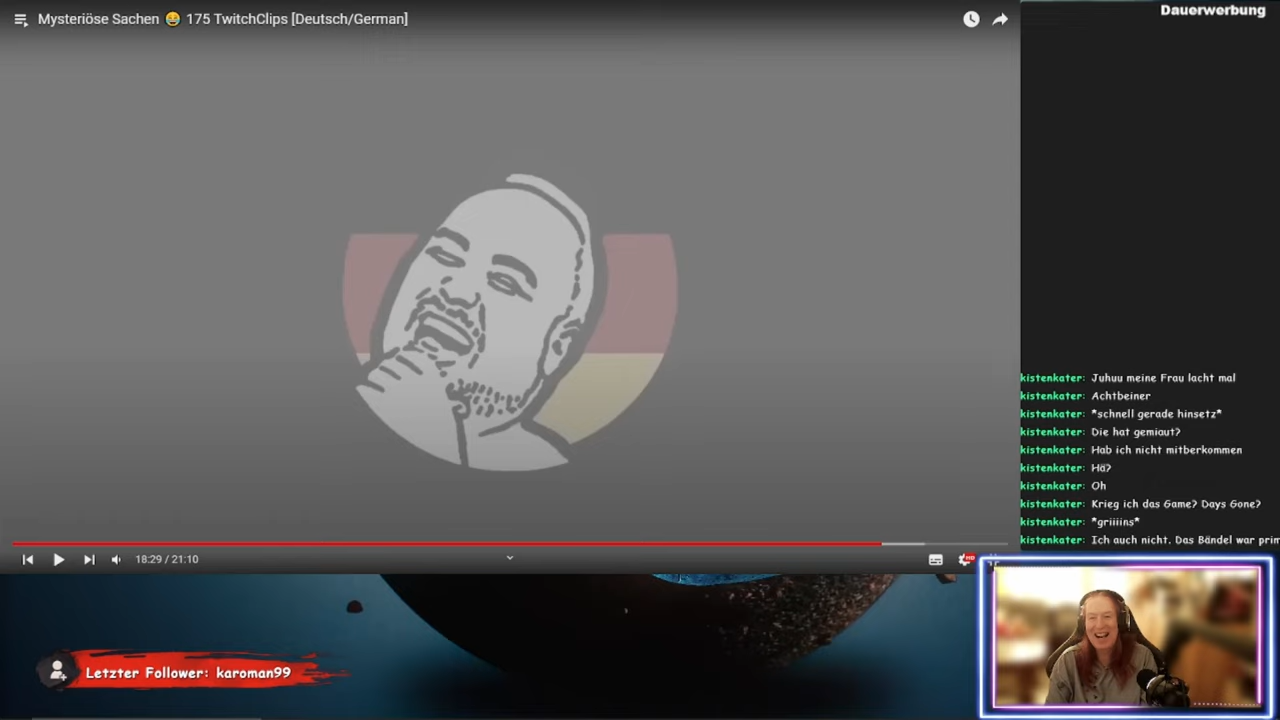 Mysteriöse Sachen 😂 175 TwitchClips [Deutsch/German]
Dauerwerbung
kistenkater: Juhuu meine Frau lacht mal
kistenkater: Achtbeiner
kistenkater: *schnell gerade hinsetz*
kistenkater: Die hat gemiaut?
kistenkater: Hab ich nicht mitberkommen
kistenkater: Hä?
kistenkater: Oh
kistenkater: Krieg ich das Game? Days Gone?
kistenkater: *griiiins*
kistenkater: Ich auch nicht. Das Bändel war prim
18:29 / 21:10
HD
Letzter Follower: karoman99